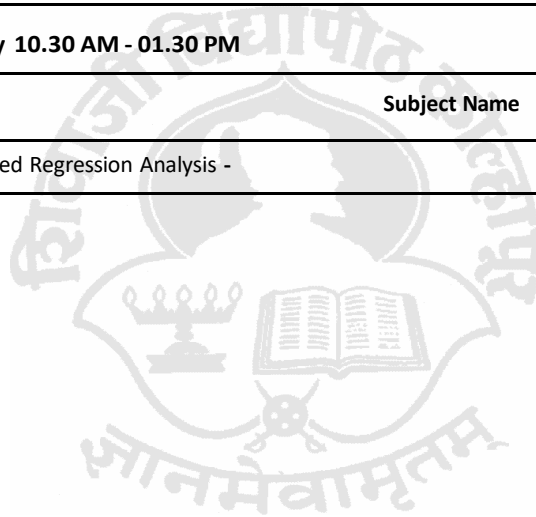 y 10.30 AM - 01.30 PM
Subject Name
ed Regression Analysis -
शिवाजी विद्यापीठ कोल्हापूर
ज्ञानमेवामृतम्